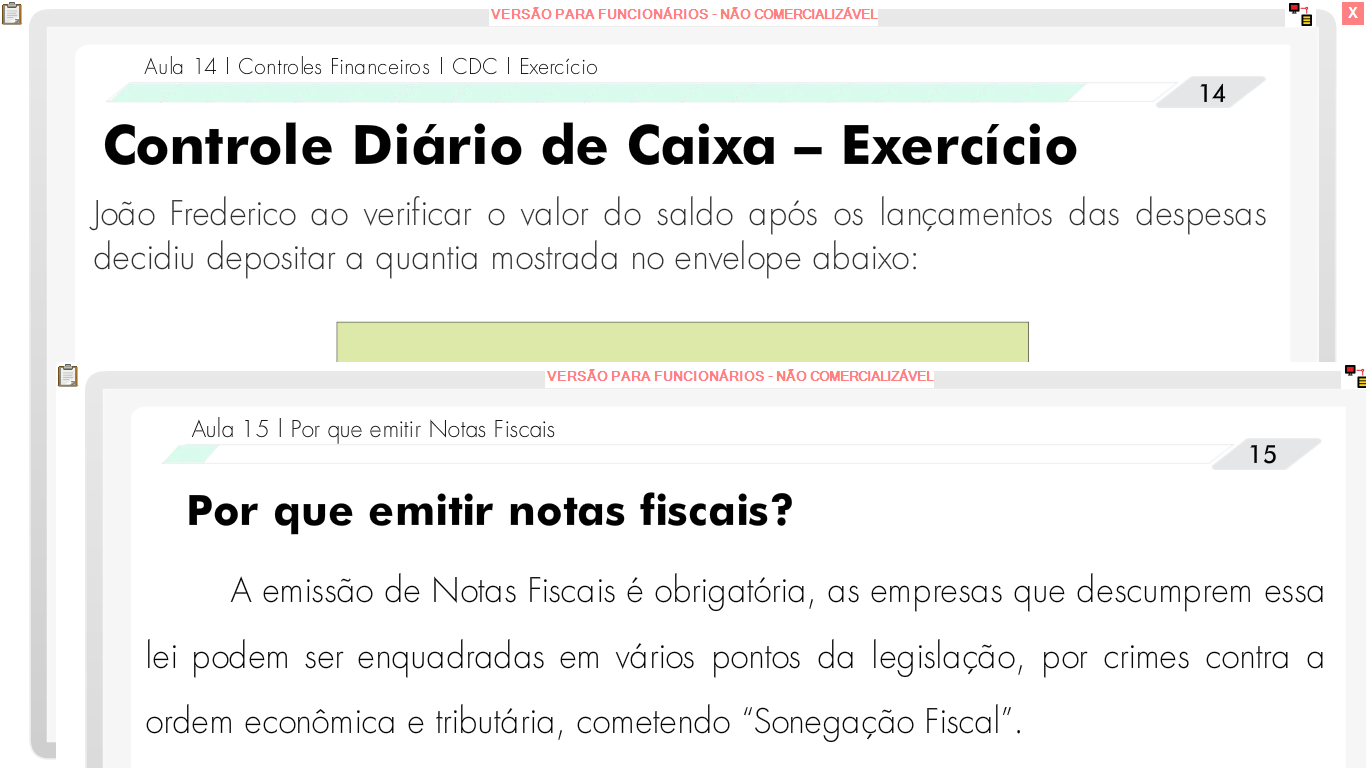 VERSÃO PARA FUNCIONÁRIOS - NÃO COMERCIALIZÁVEL
X
Aula 14 | Controles Financeiros | CDC | Exercício
14
Controle Diário de Caixa – Exercício
João Frederico ao verificar o valor do saldo após os lançamentos das despesas
decidiu depositar a quantia mostrada no envelope abaixo:
VERSÃO PARA FUNCIONÁRIOS - NÃO COMERCIALIZÁVEL
Aula 15 | Por que emitir Notas Fiscais
15
Por que emitir notas fiscais?
A emissão de Notas Fiscais é obrigatória, as empresas que descumprem essa
lei podem ser enquadradas em vários pontos da legislação, por crimes contra a
ordem econômica e tributária, cometendo “Sonegação Fiscal”.